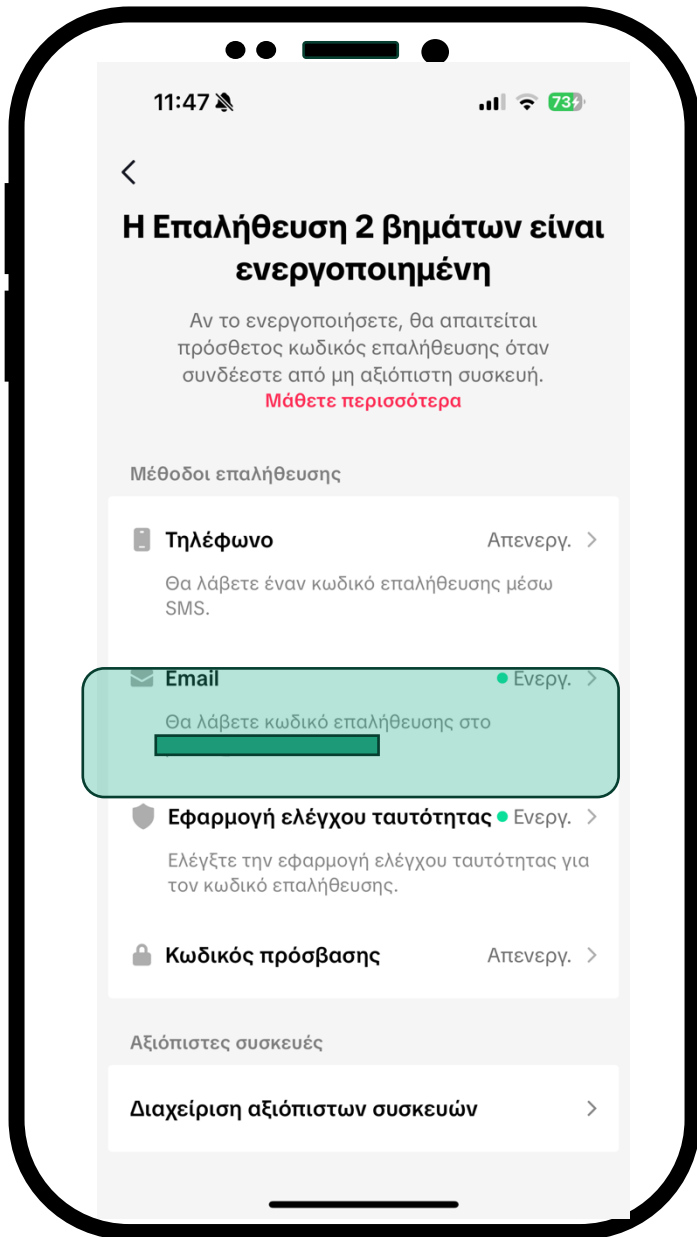 11:47
73
Η Επαλήθευση 2 βημάτων είναι
ενεργοποιημένη
Αν το ενεργοποιήσετε, θα απαιτείται
πρόσθετος κωδικός επαλήθευσης όταν
συνδέεστε από μη αξιόπιστη συσκευή.
Μάθετε περισσότερα
Μέθοδοι επαλήθευσης
Τηλέφωνο Απενεργ.
Θα λάβετε έναν κωδικό επαλήθευσης μέσω
SMS.
Email Ενεργ.
Θα λάβετε κωδικό επαλήθευσης στο
Εφαρμογή ελέγχου ταυτότητας Ενεργ.
Ελέγξτε την εφαρμογή ελέγχου ταυτότητας για
τον κωδικό επαλήθευσης.
Κωδικός πρόσβασης Απενεργ.
Αξιόπιστες συσκευές
Διαχείριση αξιόπιστων συσκευών